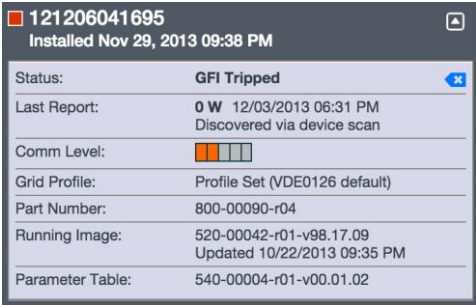 121206041695
Installed Nov 29, 2013 09:38 PM
Status: GFI Tripped
Last Report: 0 W 12/03/2013 06:31 PM
Discovered via device scan
Comm Level:
Grid Profile: Profile Set (VDE0126 default)
Part Number: 800-00090-r04
Running Image: 520-00042-r01-v98.17.09
Updated 10/22/2013 09:35 PM
Parameter Table: 540-00004-r01-v00.01.02